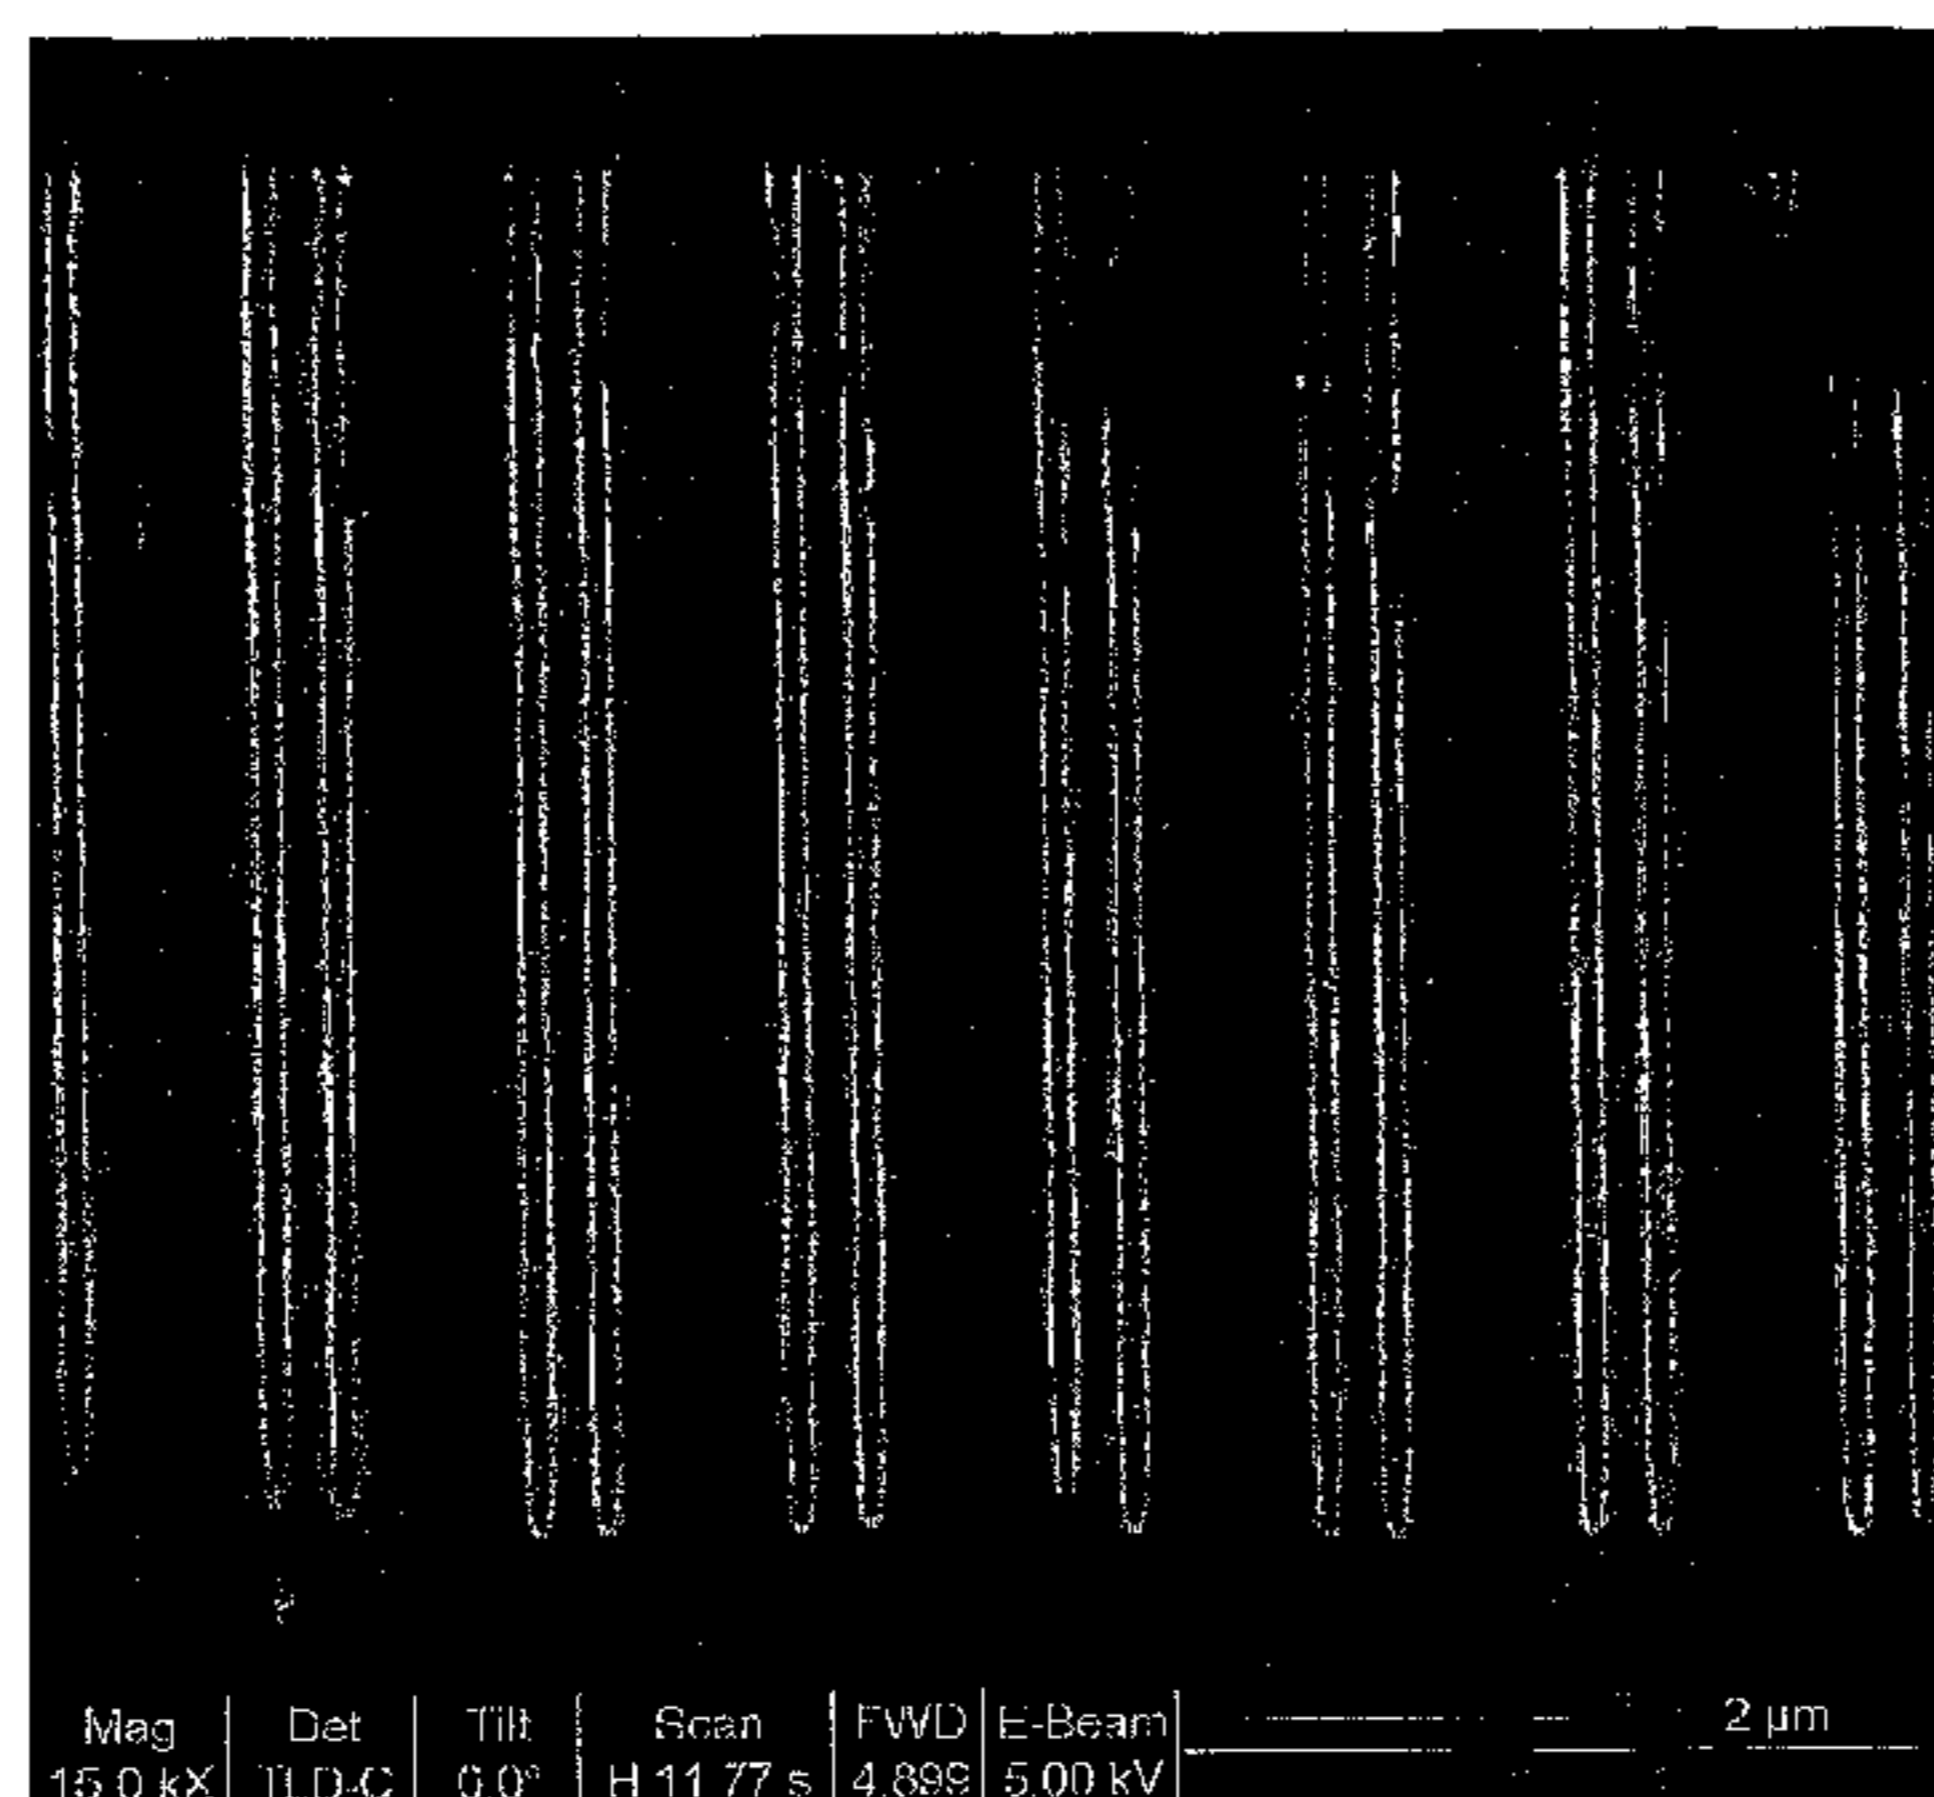 Mag Det Tilt Scan FWD E-Beam 2 µm
15.0 kX TLD-C 0.0° H 11.77 s 4.899 5.00 kV